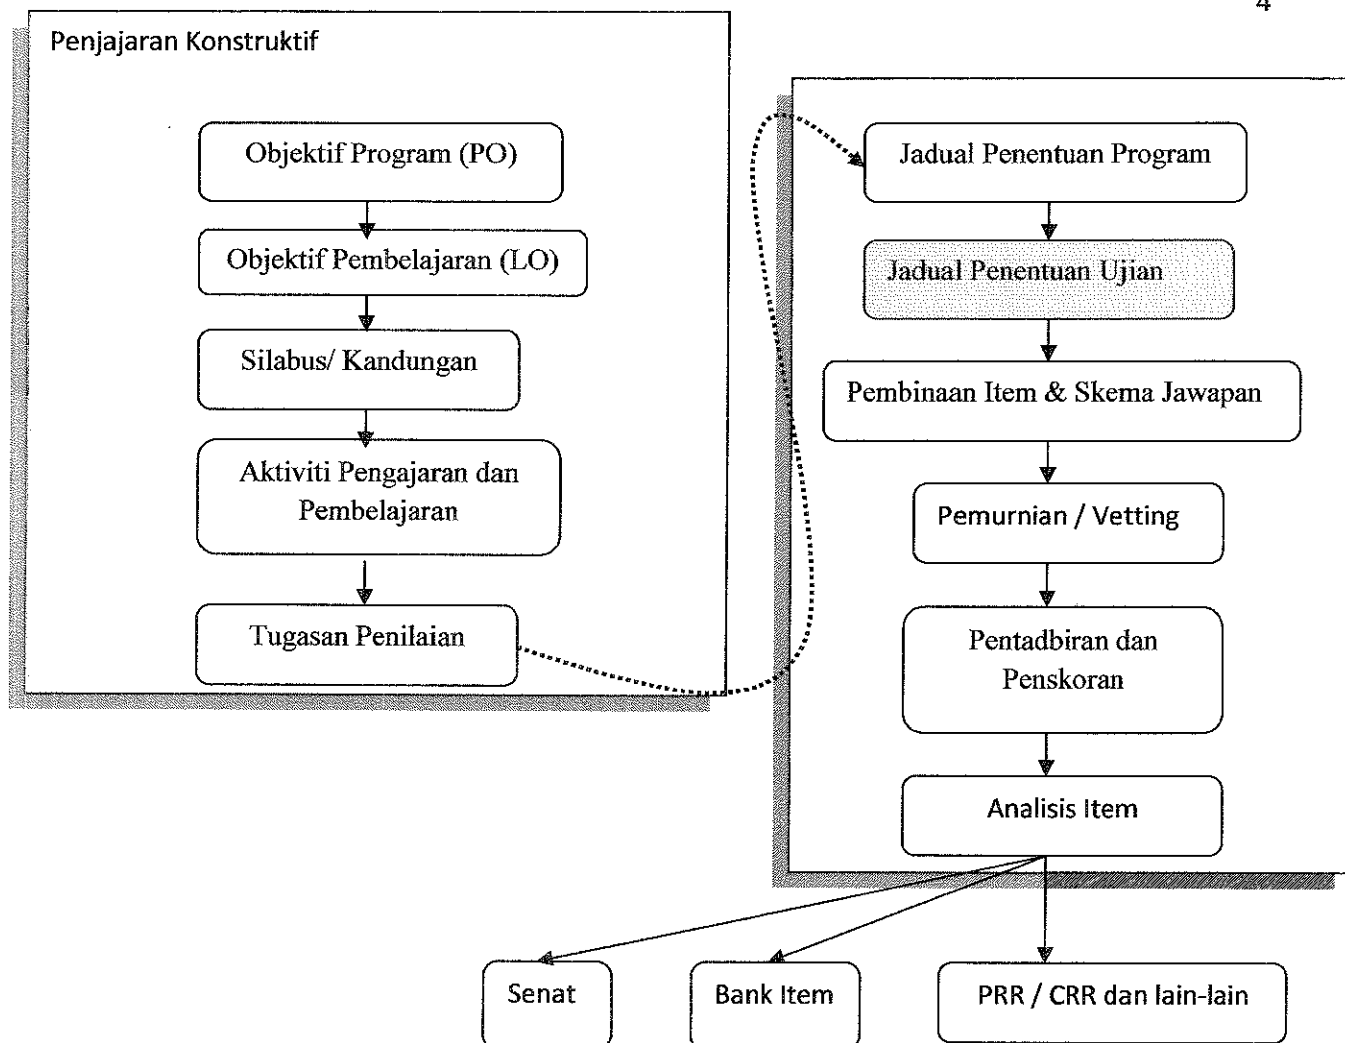 4
Penjajaran Konstruktif
Objektif Program (PO)
Objektif Pembelajaran (LO)
Silabus/ Kandungan
Aktiviti Pengajaran dan
Pembelajaran
Tugasan Penilaian
Jadual Penentuan Program
Jadual Penentuan Ujian
Pembinaan Item & Skema Jawapan
Pemurnian / Vetting
Pentadbiran dan
Penskoran
Analisis Item
Senat
Bank Item
PRR / CRR dan lain-lain